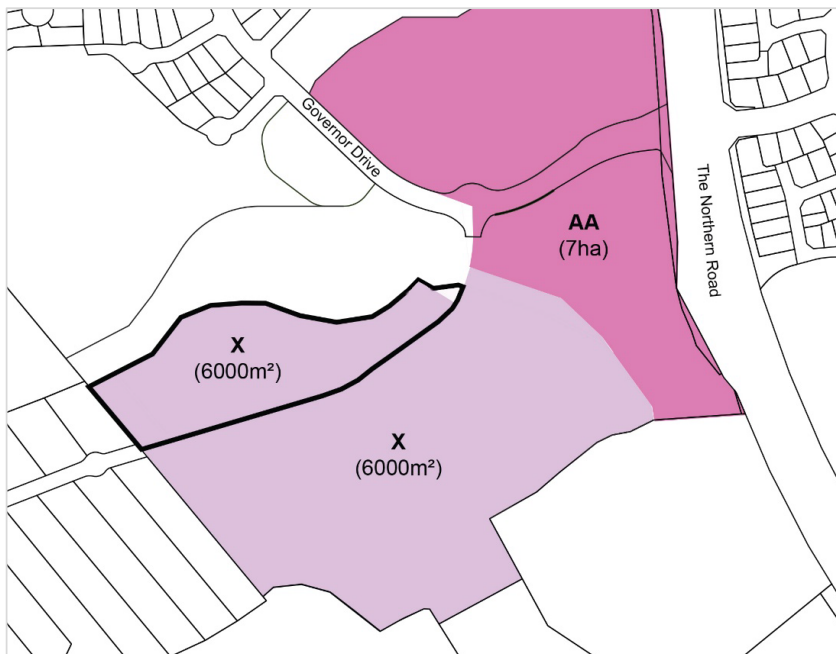 Governor Drive
The Northern Road
AA
(7ha)
X
(6000m²)
X
(6000m²)